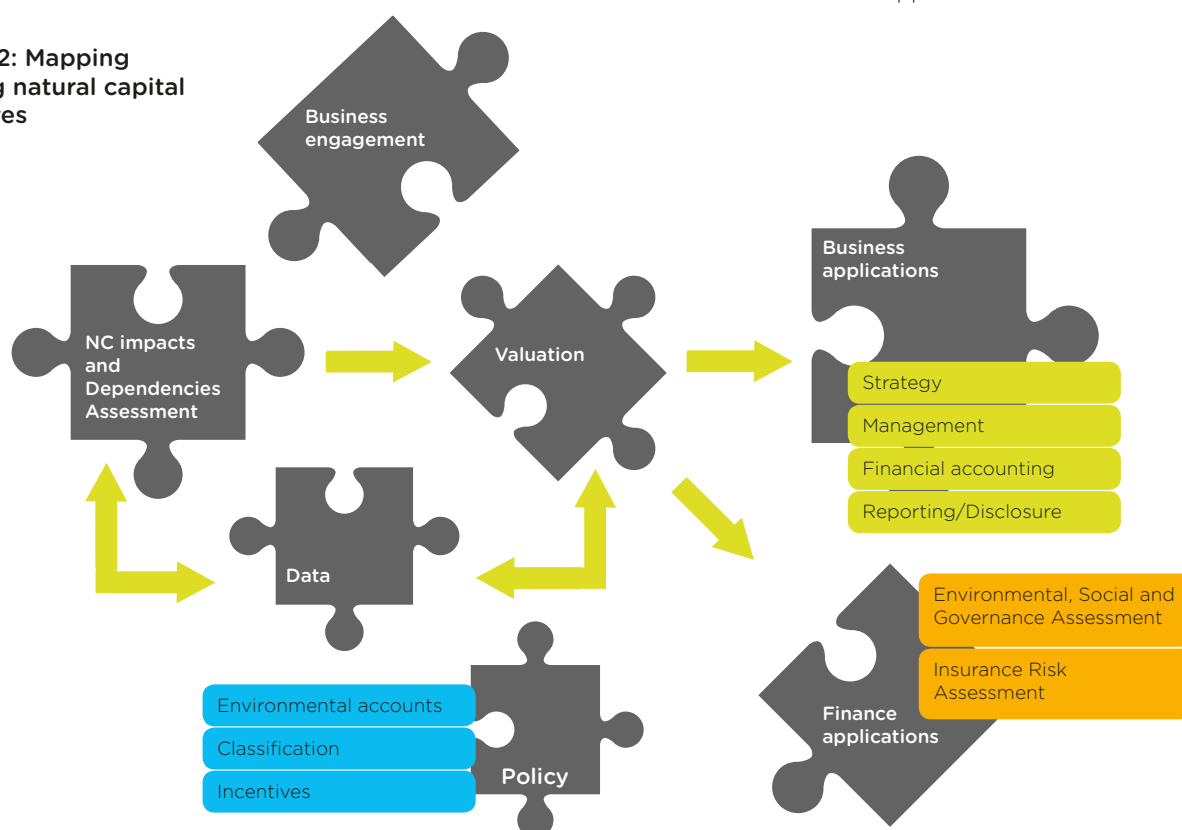 2: Mapping
natural capital
Business
engagement
Business
applications
NC impacts
and
Dependencies
Assessment
Valuation
Strategy
Management
Financial accounting
Reporting/Disclosure
Data
Environmental, Social and
Governance Assessment
Insurance Risk
Assessment
Environmental accounts
Classification
Incentives
Policy
Finance
applications